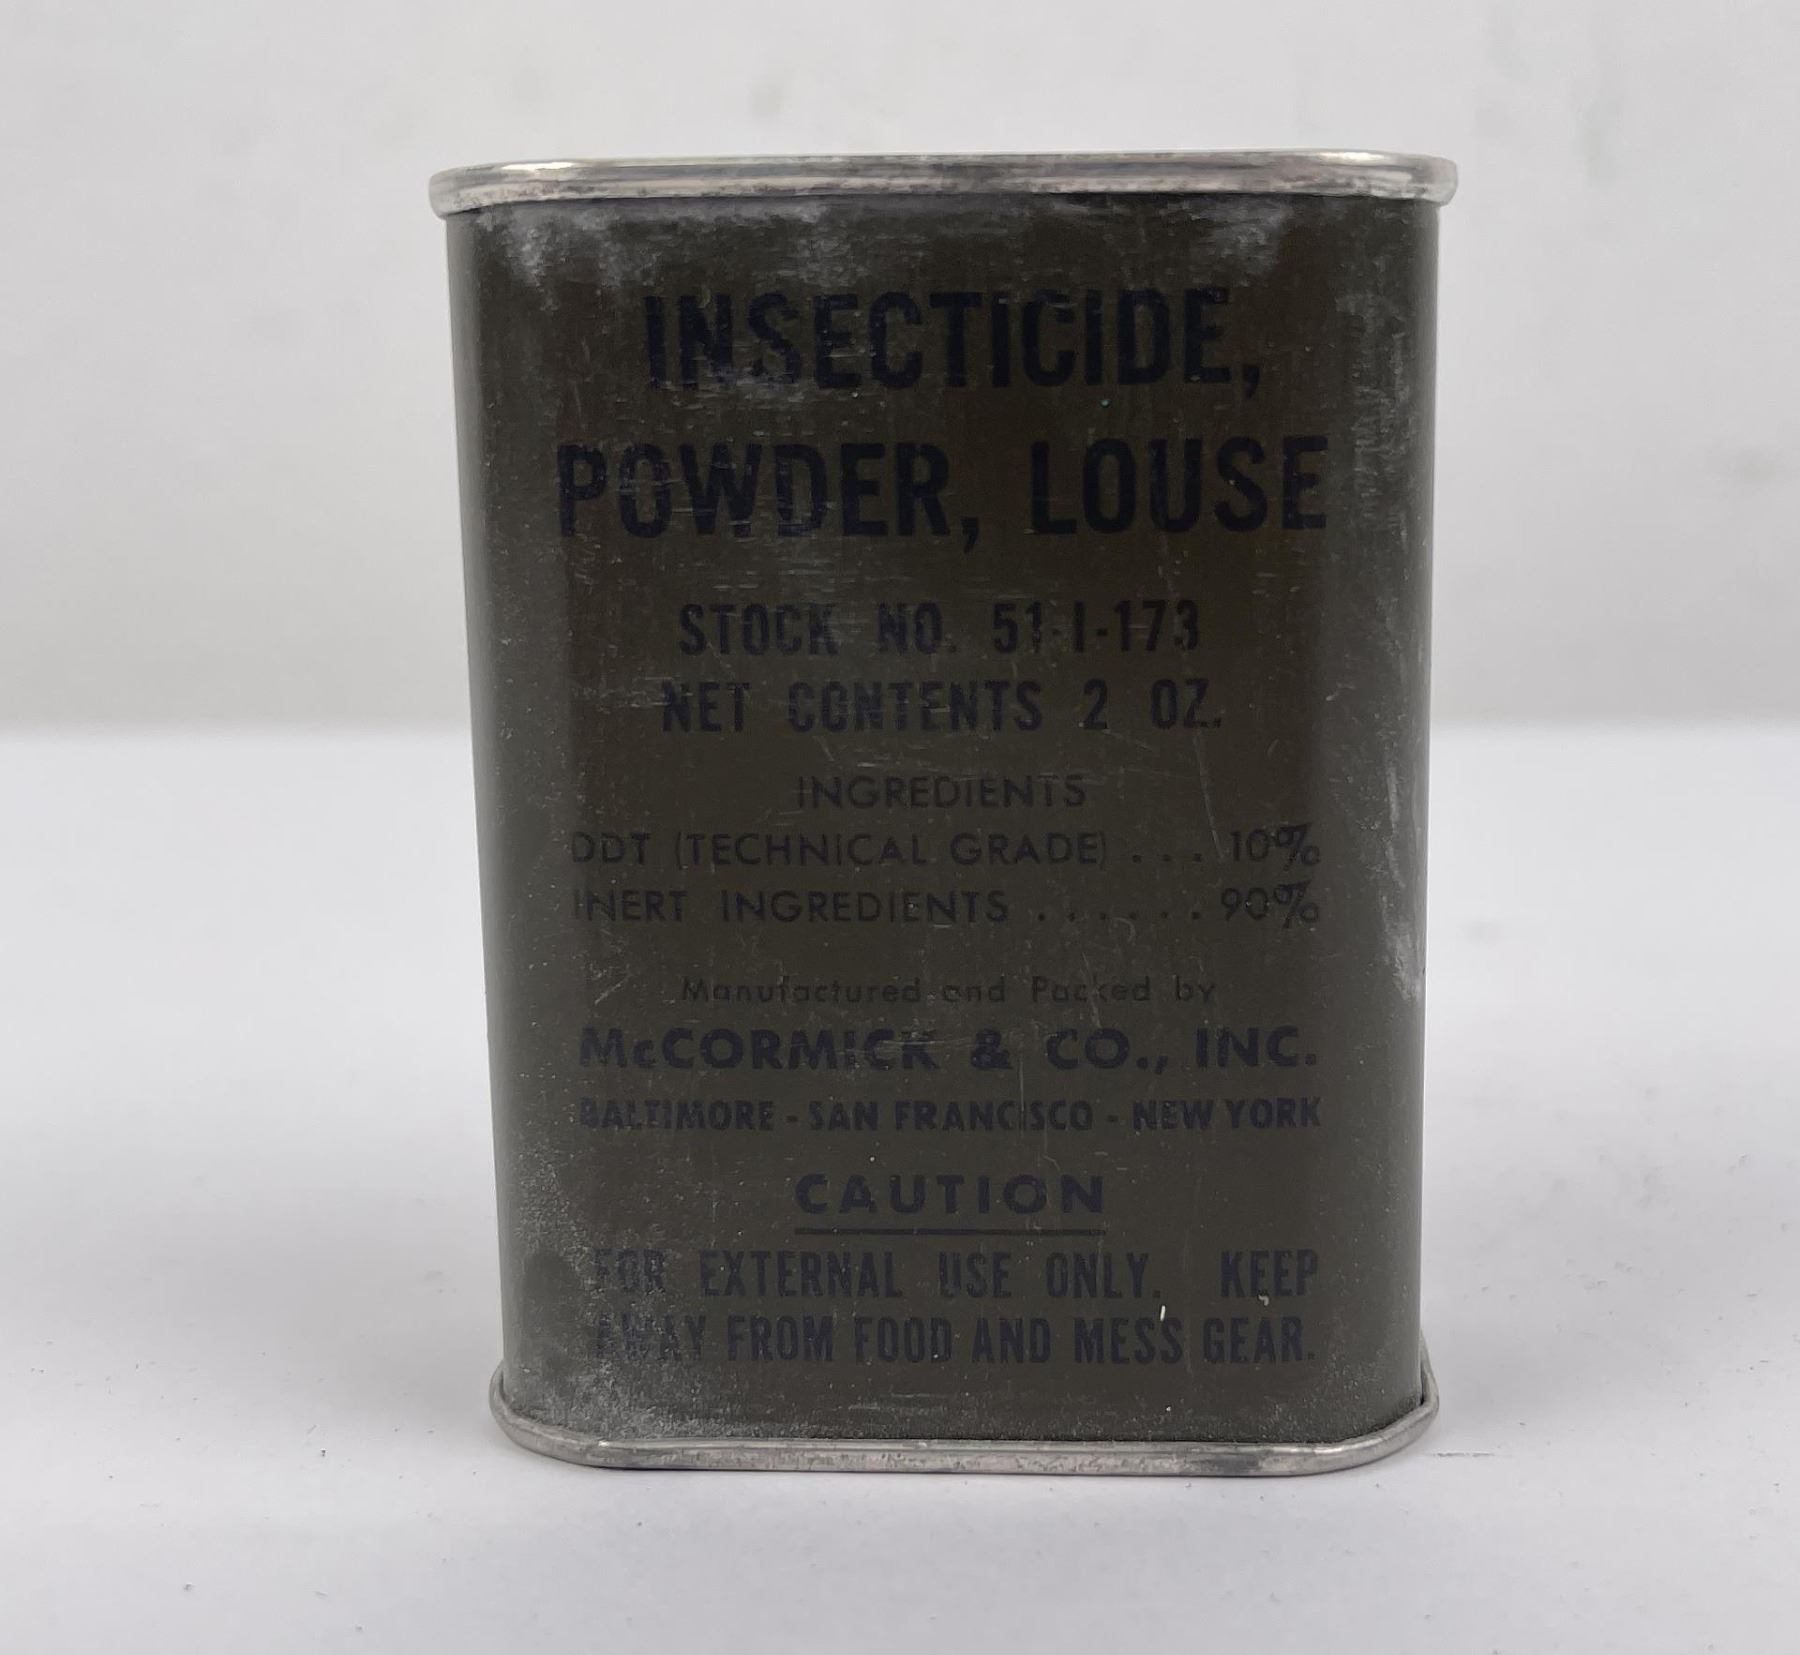 INSECTICIDE,
POWDER, LOUSE
STOCK NO. 51-I-173
NET CONTENTS 2 OZ.
INGREDIENTS
DDT (TECHNICAL GRADE) . . . 10%
INERT INGREDIENTS . . . . . . 90%
Manufactured and Packed by
McCORMICK & CO., INC.
BALTIMORE - SAN FRANCISCO - NEW YORK
CAUTION
FOR EXTERNAL USE ONLY. KEEP
AWAY FROM FOOD AND MESS GEAR.